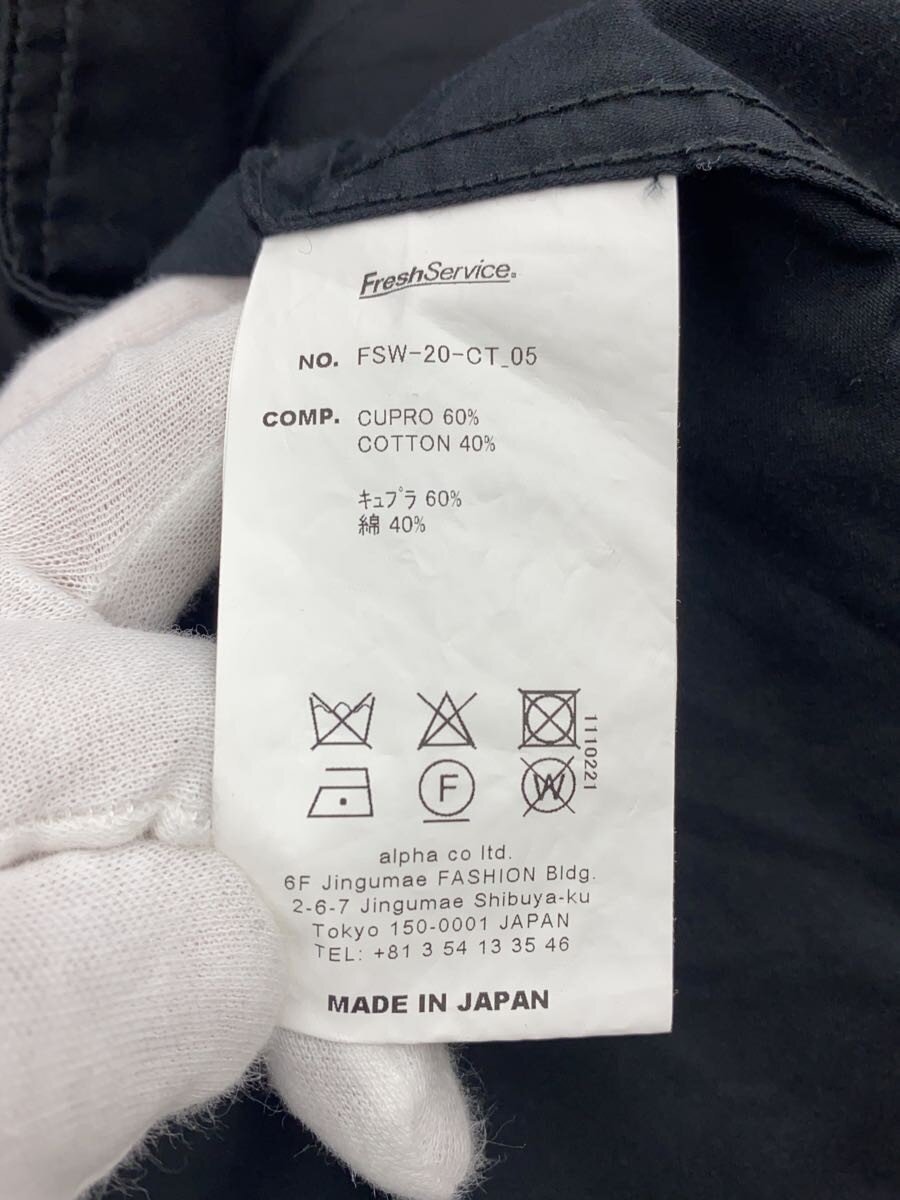 FreshService.
NO. FSW-20-CT_05
COMP. CUPRO 60%
COTTON 40%
キュプラ 60%
綿 40%
1110221
F
W
alpha co ltd.
6F Jingumae FASHION Bldg.
2-6-7 Jingumae Shibuya-ku
Tokyo 150-0001 JAPAN
TEL: +81 3 54 13 35 46
MADE IN JAPAN